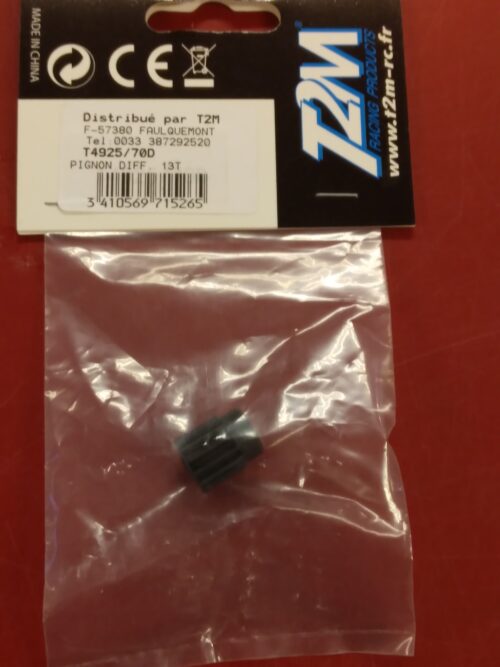 MADE IN CHINA
CE
T2M
RACING PRODUCTS
www.t2m-rc.fr
Distribué par T2M
F-57380 FAULQUEMONT
Tel:0033 387292520
T4925/70D
PIGNON DIFF. 13T
3 410569 715265